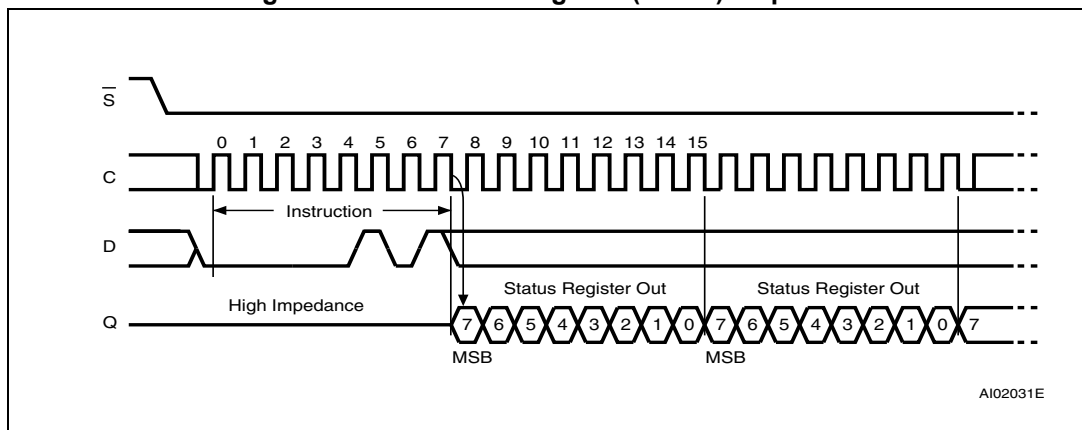 S
0 1 2 3 4 5 6 7 8 9 10 11 12 13 14 15
C
Instruction
D
High Impedance
Status Register Out
Status Register Out
Q
7 6 5 4 3 2 1 0 7 6 5 4 3 2 1 0 7
MSB
MSB
AI02031E